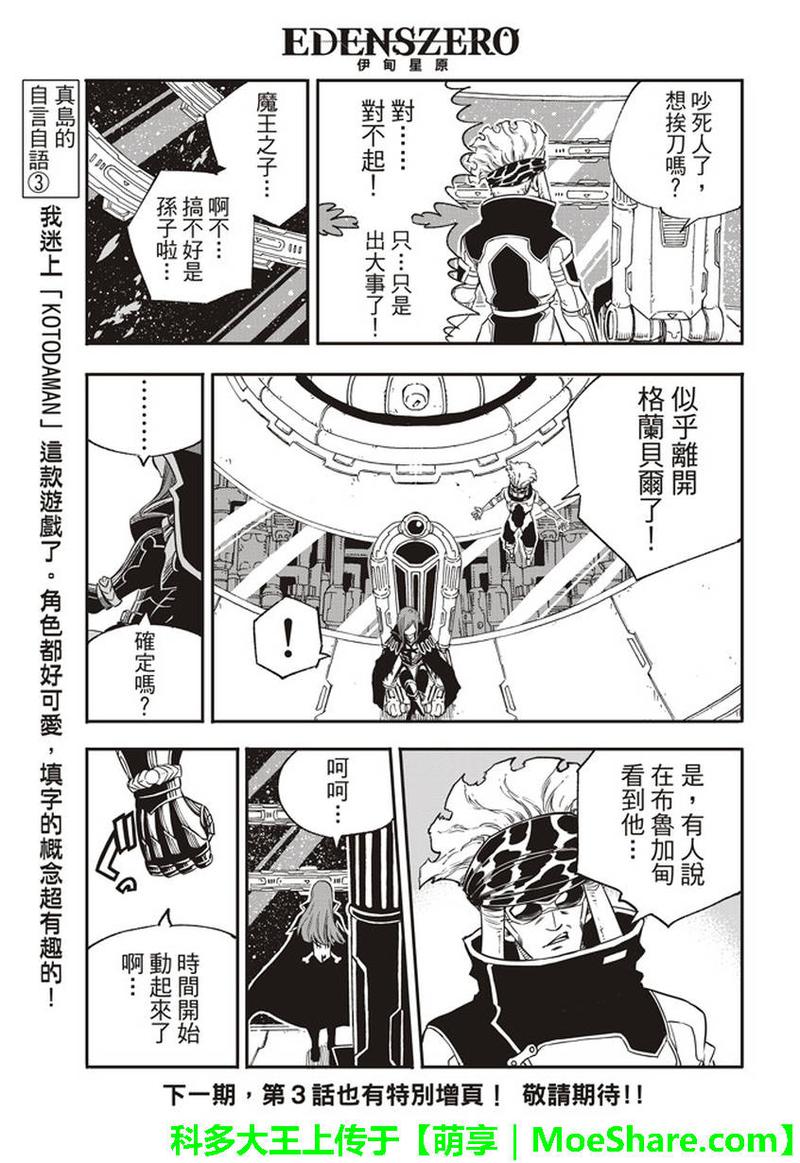 EDENSZERO
伊甸星原
吵死人了，
想挨刀嗎？
對……
對不起！
只…只是
出大事了！
魔王之子…
啊不…
搞不好是
孫子啦…
似乎離開
格蘭貝爾了！
！
………
確定嗎？
是，有人說
在布魯加甸
看到他…
呵呵…
時間開始
動起來了
啊…
真島的
自言自語③
我迷上「KOTODAMAN」這款遊戲了。角色都好可愛，填字的概念超有趣的！
下一期，第3話也有特別增頁！ 敬請期待!!
科多大王上传于【萌享｜MoeShare.com】